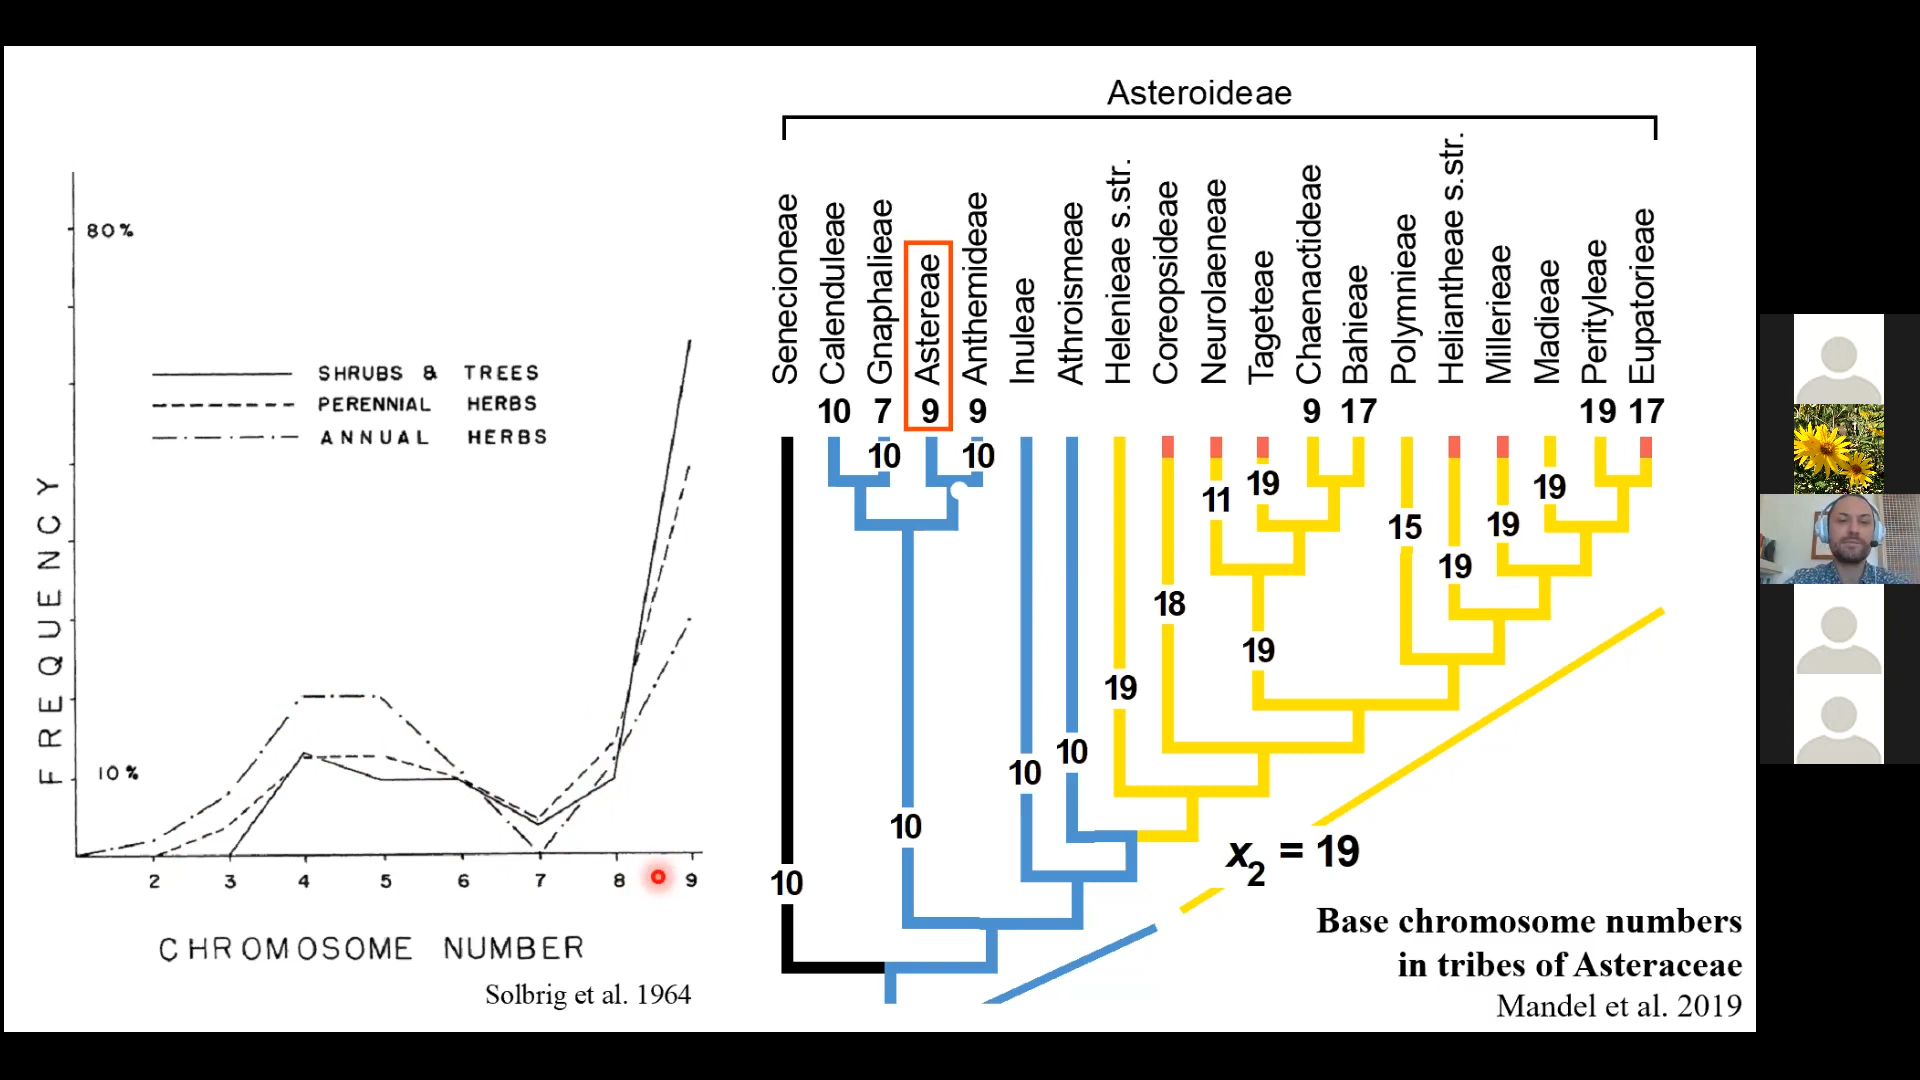 80%
SHRUBS & TREES
PERENNIAL HERBS
ANNUAL HERBS
FREQUENCY
10%
2 3 4 5 6 7 8 9
CHROMOSOME NUMBER
Solbrig et al. 1964
Asteroideae
Senecioneae
Calenduleae
Gnaphalieae
Astereae
Anthemideae
Inuleae
Athroismeae
Helenieae s.str.
Coreopsideae
Neurolaeneae
Tageteae
Chaenactideae
Bahieae
Polymnieae
Heliantheae s.str.
Millerieae
Madieae
Perityleae
Eupatorieae
10 7 9 9 9 17 19 17
10 10
11 19 19
15 19
19
18
19
19
10
10
10
10
x2 = 19
Base chromosome numbers
in tribes of Asteraceae
Mandel et al. 2019